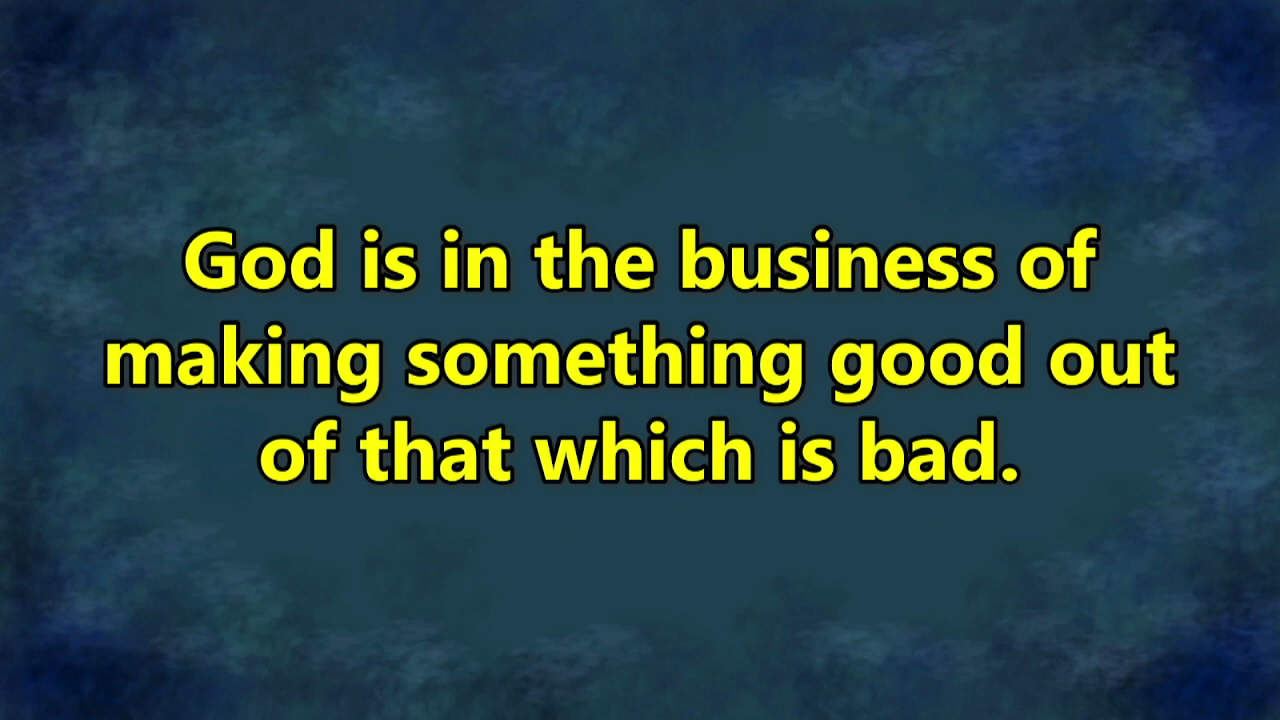 God is in the business of
making something good out
of that which is bad.